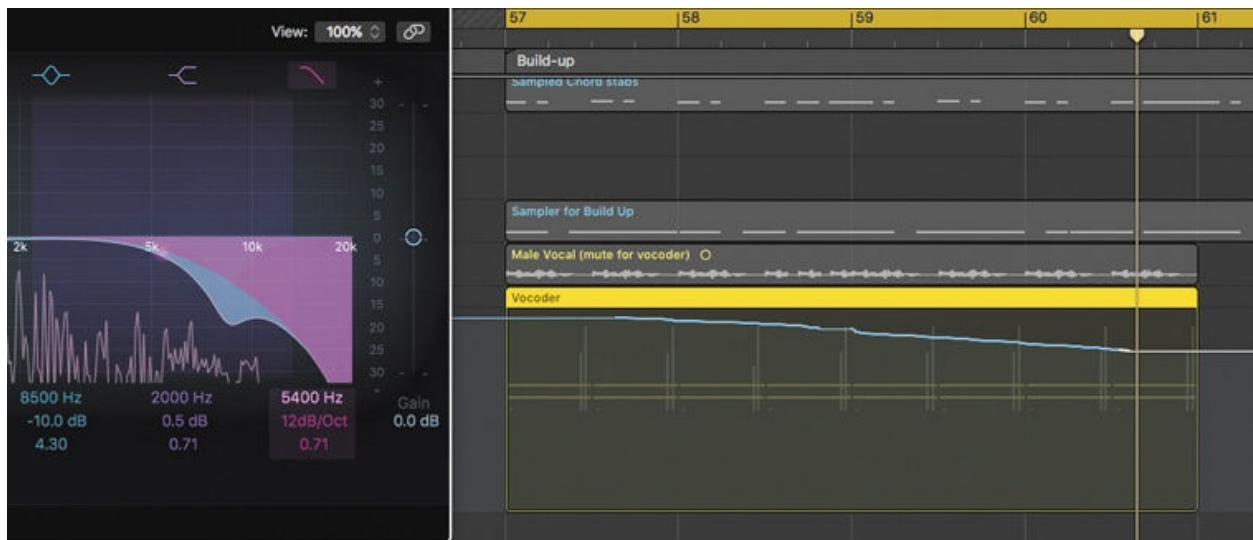 View: 100%
30
25
20
15
10
5
0
5
10
15
20
25
30
2k 5k 10k 20k
8500 Hz 2000 Hz 5400 Hz Gain
-10.0 dB 0.5 dB 12dB/Oct 0.0 dB
4.30 0.71 0.71
57 58 59 60 61
Build-up
Sampled Chord stabs
Sampler for Build Up
Male Vocal (mute for vocoder)
Vocoder